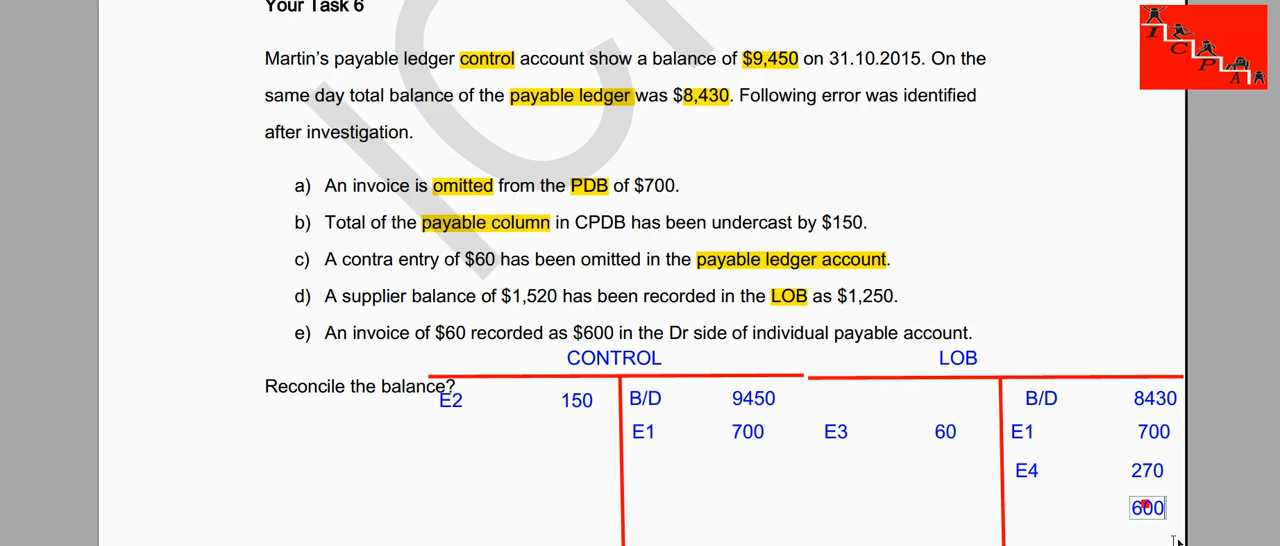 Your Task 6
Martin's payable ledger control account show a balance of $9,450 on 31.10.2015. On the
same day total balance of the payable ledger was $8,430. Following error was identified
after investigation.
a) An invoice is omitted from the PDB of $700.
b) Total of the payable column in CPDB has been undercast by $150.
c) A contra entry of $60 has been omitted in the payable ledger account.
d) A supplier balance of $1,520 has been recorded in the LOB as $1,250.
e) An invoice of $60 recorded as $600 in the Dr side of individual payable account.
CONTROL LOB
Reconcile the balance?
E2 150 B/D 9450 B/D 8430
E1 700 E3 60 E1 700
E4 270
600
I
C
P
A
IC